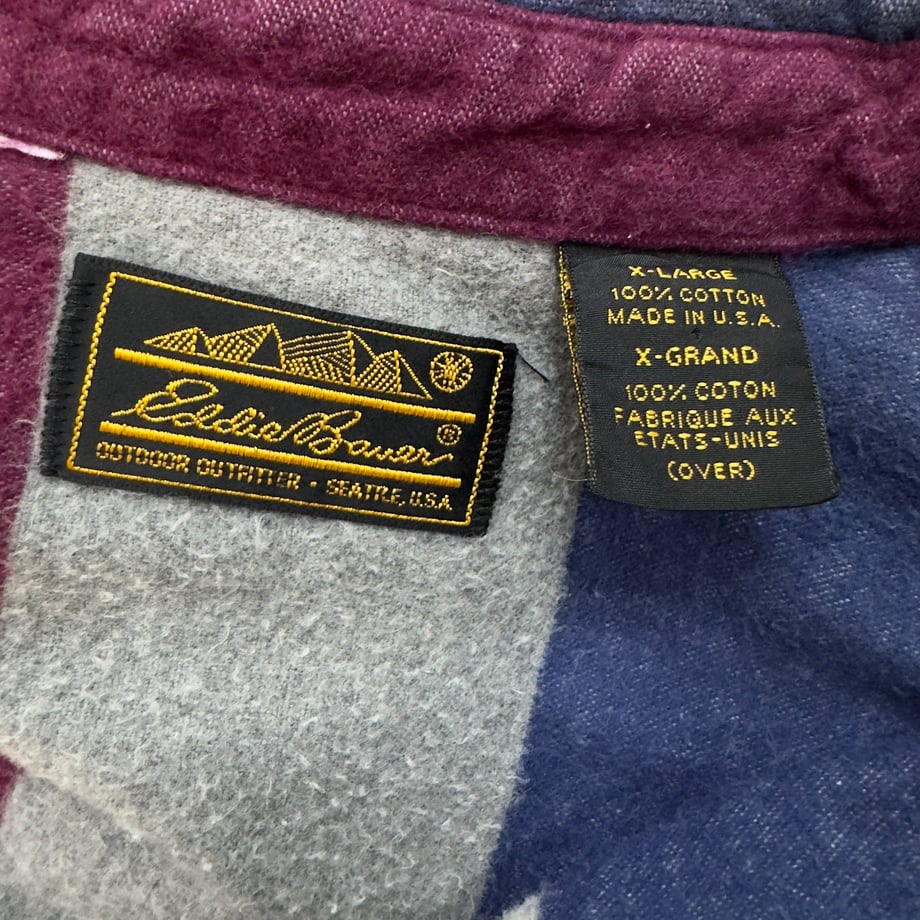 Eddie Bauer®
OUTDOOR OUTFITTER · SEATTLE, U.S.A.
X-LARGE
100% COTTON
MADE IN U.S.A.
X-GRAND
100% COTON
FABRIQUE AUX
ETATS-UNIS
(OVER)